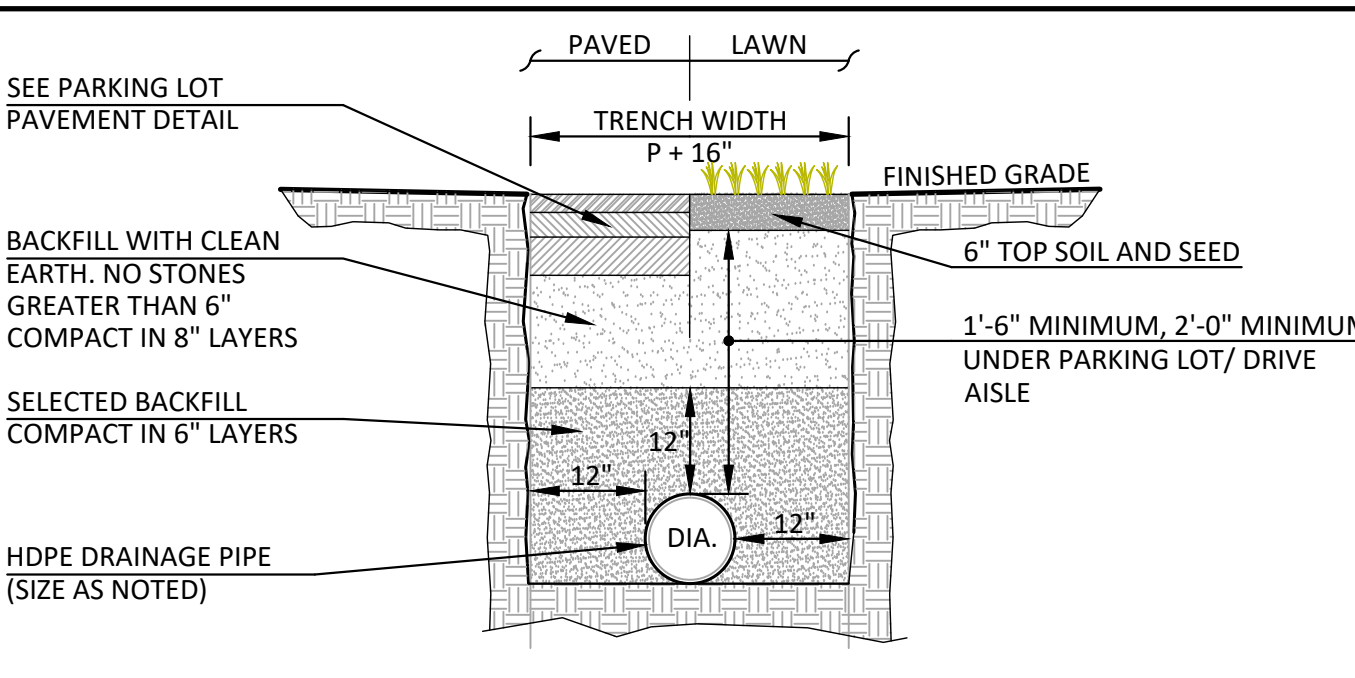 PAVED
LAWN
SEE PARKING LOT
PAVEMENT DETAIL
TRENCH WIDTH
P + 16"
FINISHED GRADE
BACKFILL WITH CLEAN
EARTH. NO STONES
GREATER THAN 6"
COMPACT IN 8" LAYERS
6" TOP SOIL AND SEED
1'-6" MINIMUM, 2'-0" MINIMUM
UNDER PARKING LOT/ DRIVE
AISLE
SELECTED BACKFILL
COMPACT IN 6" LAYERS
12"
12"
12"
DIA.
HDPE DRAINAGE PIPE
(SIZE AS NOTED)